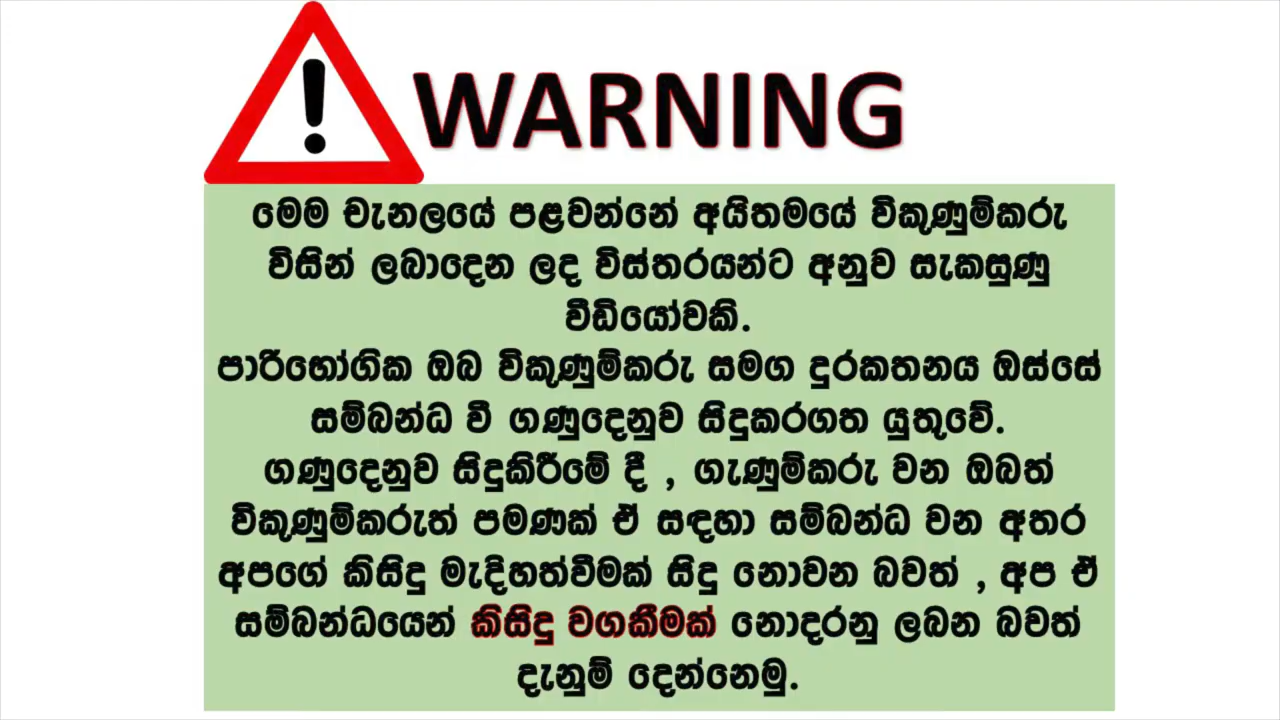 WARNING
මෙම චැනලයේ පළවන්නේ අයිතමයේ විකුණුම්කරු
විසින් ලබාදෙන ලද විස්තරයන්ට අනුව සැකසුණු
වීඩියෝවකි.
පාරිභෝගික ඔබ විකුණුම්කරු සමග දුරකතනය ඔස්සේ
සම්බන්ධ වී ගණුදෙනුව සිදුකරගත යුතුවේ.
ගණුදෙනුව සිදුකිරීමේ දී , ගැණුම්කරු වන ඔබත්
විකුණුම්කරුත් පමණක් ඒ සඳහා සම්බන්ධ වන අතර
අපගේ කිසිදු මැදිහත්වීමක් සිදු නොවන බවත් , අප ඒ
සම්බන්ධයෙන් කිසිදු වගකීමක් නොදරනු ලබන බවත්
දැනුම් දෙන්නෙමු.